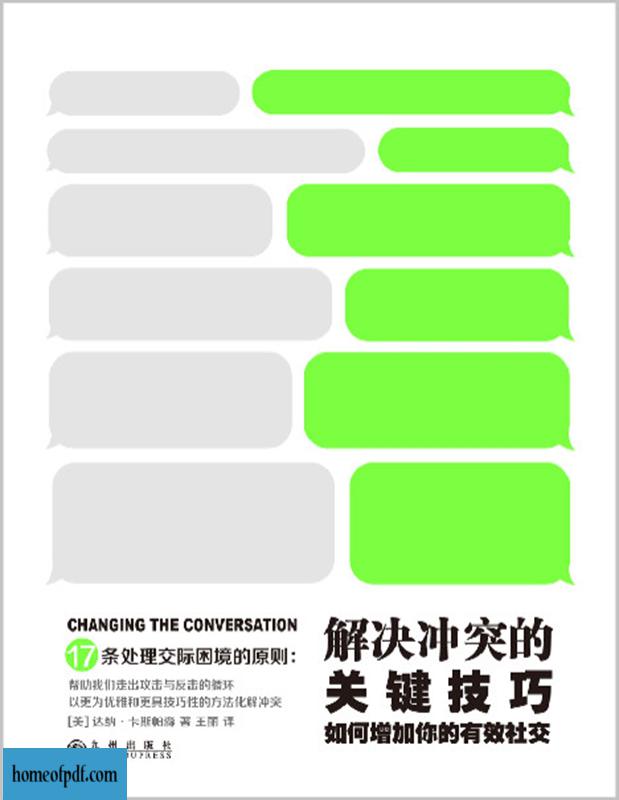 CHANGING THE CONVERSATION
17条处理交际困境的原则：
帮助我们走出攻击与反击的循环
以更为优雅和更具技巧性的方法化解冲突
[美] 达纳·卡斯帕森 著 王丽 译
九州出版社
解决冲突的
关键技巧
如何增加你的有效社交
homeofpdf.com